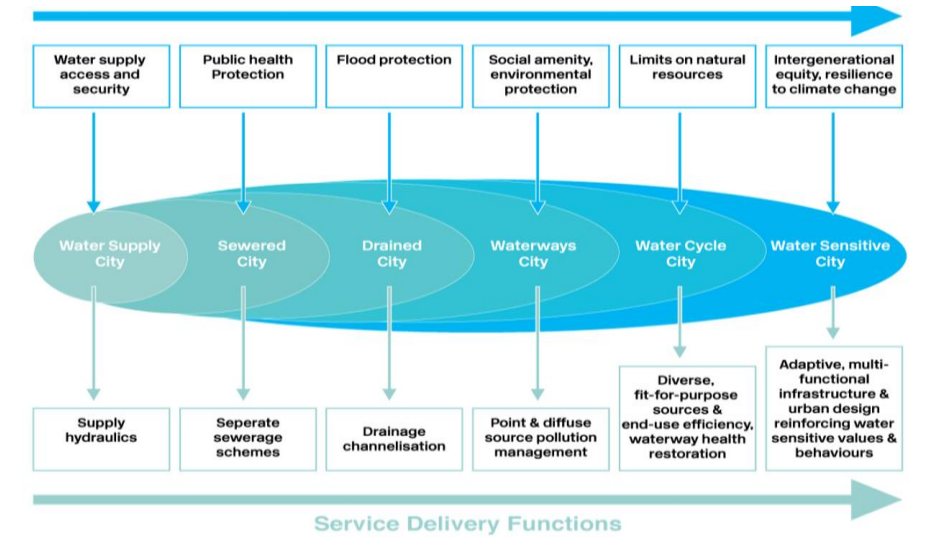 Water supply
access and
security
Public health
Protection
Flood protection
Social amenity,
environmental
protection
Limits on natural
resources
Intergenerational
equity, resilience
to climate change
Water Supply
City
Sewered
City
Drained
City
Waterways
City
Water Cycle
City
Water Sensitive
City
Supply
hydraulics
Seperate
sewerage
schemes
Drainage
channelisation
Point & diffuse
source pollution
management
Diverse,
fit-for-purpose
sources &
end-use efficiency,
waterway health
restoration
Adaptive, multi-
functional
infrastructure &
urban design
reinforcing water
sensitive values &
behaviours
Service Delivery Functions